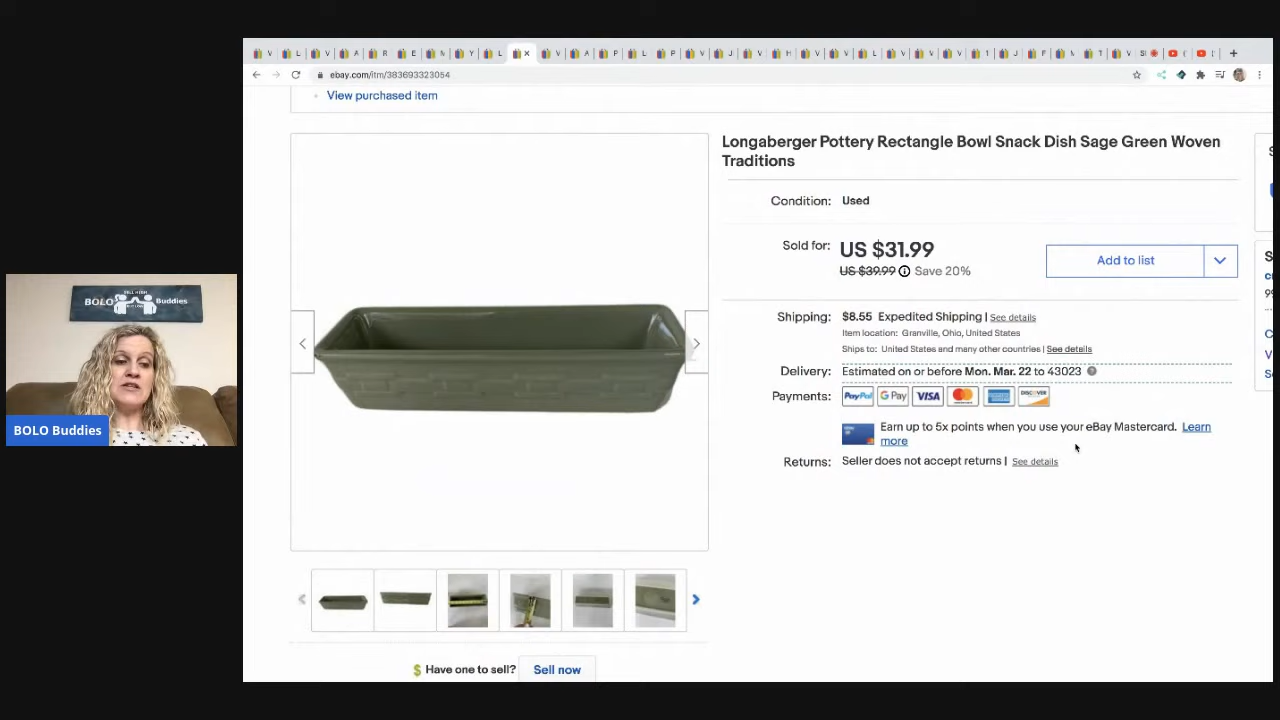 ebay.com/itm/383693323054
View purchased item
Longaberger Pottery Rectangle Bowl Snack Dish Sage Green Woven
Traditions
Condition: Used
Sold for: US $31.99
US $39.99 Save 20%
Add to list
Shipping: $8.55 Expedited Shipping | See details
Item location: Granville, Ohio, United States
Ships to: United States and many other countries | See details
Delivery: Estimated on or before Mon. Mar. 22 to 43023
Payments: PayPal G Pay VISA
Earn up to 5x points when you use your eBay Mastercard. Learn
more
Returns: Seller does not accept returns | See details
$ Have one to sell? Sell now
BOLO Buddies
BOLO Buddies